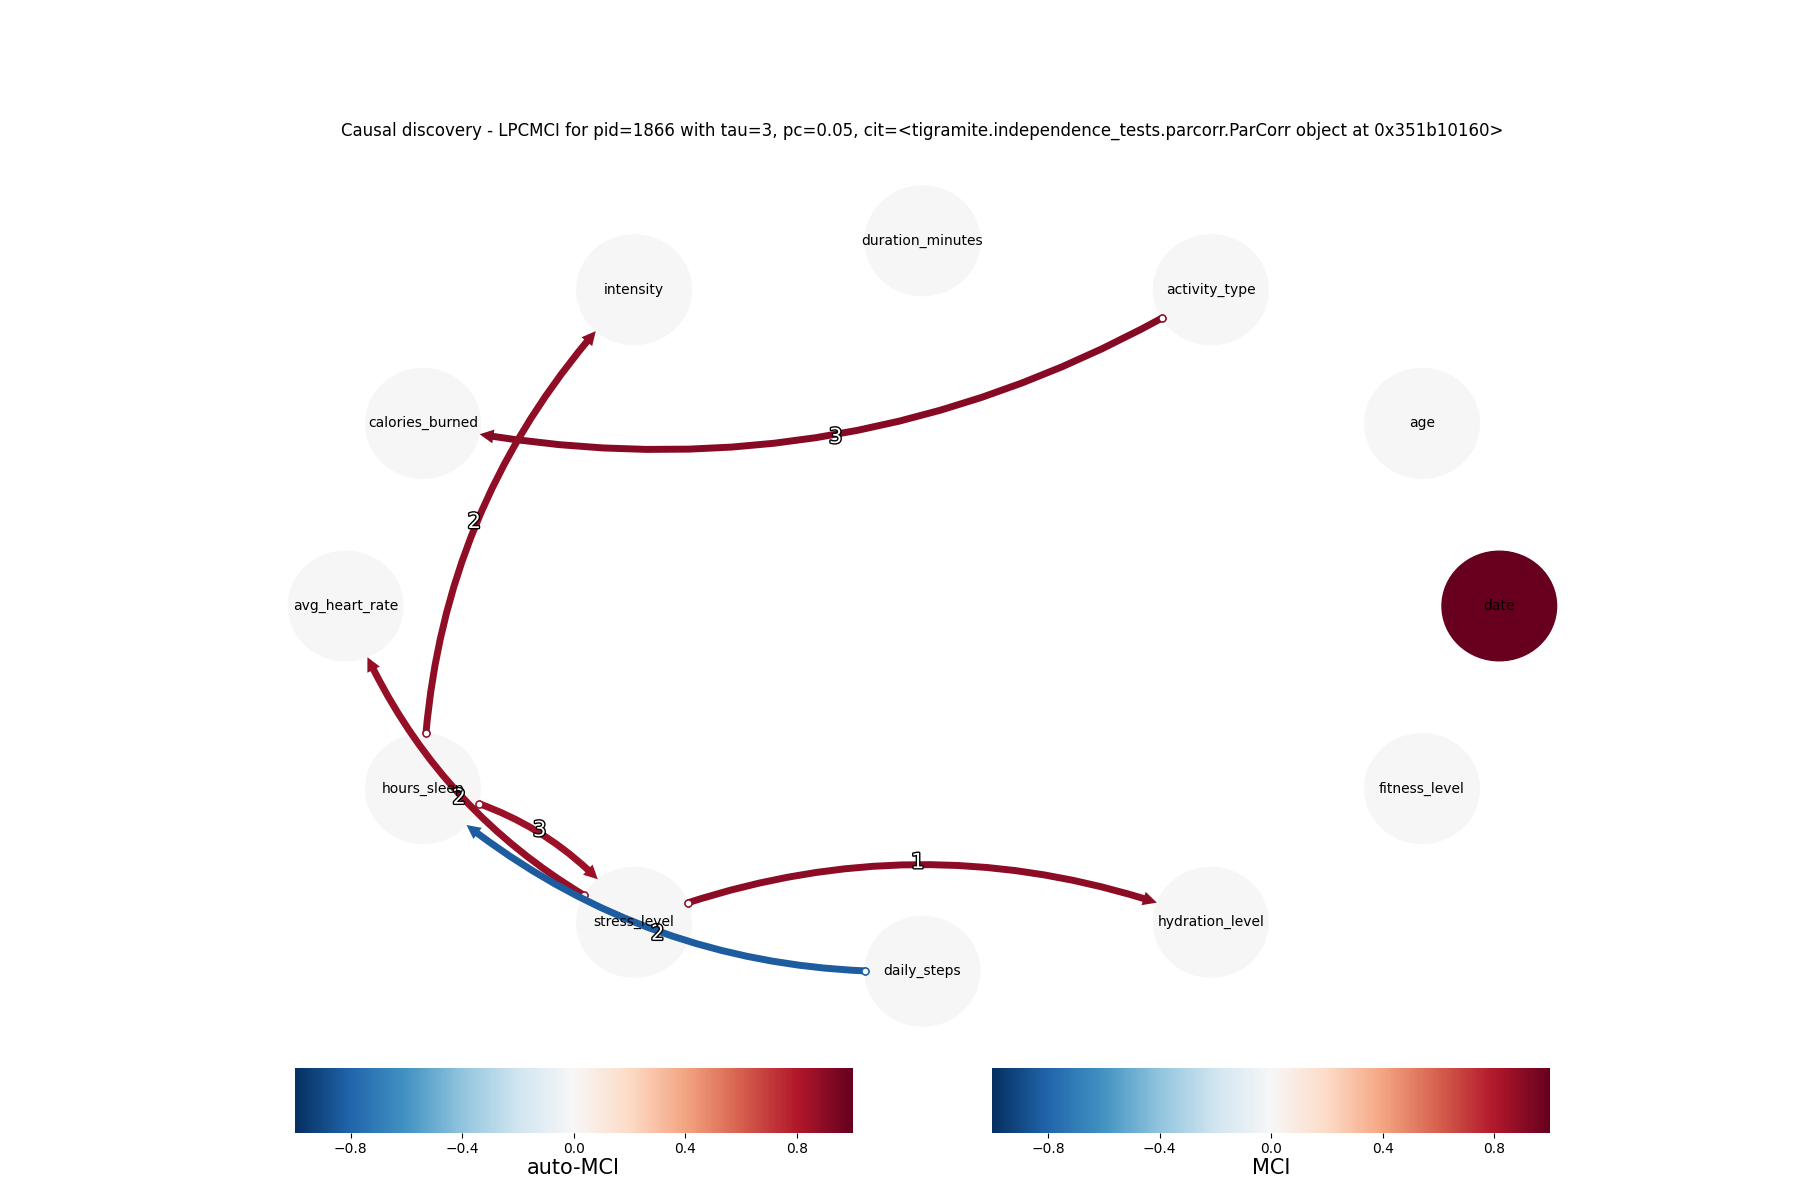 Causal discovery - LPCMCI for pid=1866 with tau=3, pc=0.05, cit=<tigramite.independence_tests.parcorr.ParCorr object at 0x351b10160>
duration_minutes
intensity
activity_type
calories_burned
age
3
2
avg_heart_rate
date
hours_sleep
2
fitness_level
3
1
stress_level
hydration_level
2
daily_steps
−0.8 −0.4 0.0 0.4 0.8
auto-MCI
−0.8 −0.4 0.0 0.4 0.8
MCI